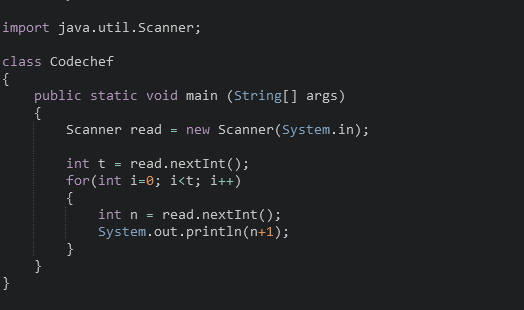 import java.util.Scanner;
class Codechef
{
public static void main (String[] args)
{
Scanner read = new Scanner(System.in);
int t = read.nextInt();
for(int i=0; i<t; i++)
{
int n = read.nextInt();
System.out.println(n+1);
}
}
}